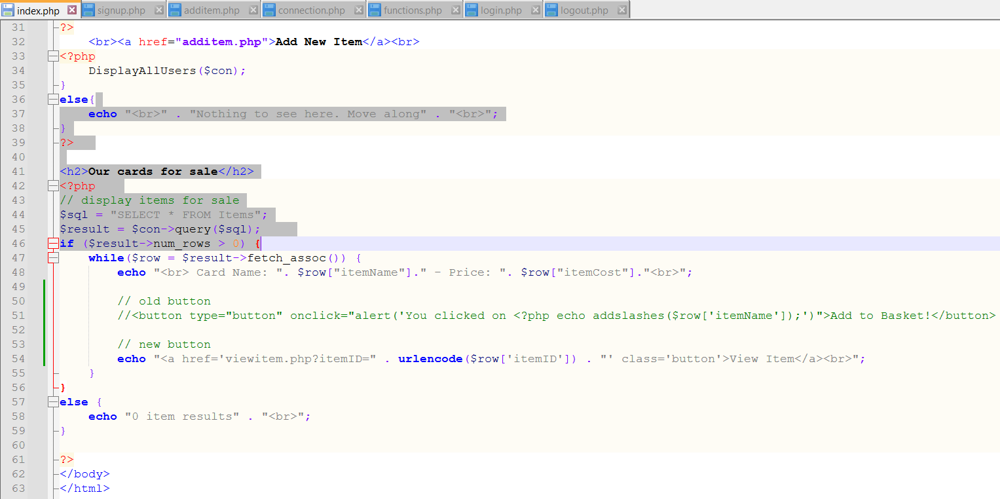 index.php signup.php additem.php connection.php functions.php login.php logout.php
31 ?>
32 <br><a href="additem.php">Add New Item</a><br>
33 <?php
34 DisplayAllUsers($con);
35 }
36 else{
37 echo "<br>" . "Nothing to see here. Move along" . "<br>";
38 }
39 ?>
40
41 <h2>Our cards for sale</h2>
42 <?php
43 // display items for sale
44 $sql = "SELECT * FROM Items";
45 $result = $con->query($sql);
46 if ($result->num_rows > 0) {
47 while($row = $result->fetch_assoc()) {
48 echo "<br> Card Name: ". $row["itemName"]." - Price: ". $row["itemCost"]."<br>";
49
50 // old button
51 //<button type="button" onclick="alert('You clicked on <?php echo addslashes($row['itemName']);')">Add to Basket!</button>
52
53 // new button
54 echo "<a href='viewitem.php?itemID=" . urlencode($row['itemID']) . "' class='button'>View Item</a><br>";
55 }
56 }
57 else {
58 echo "0 item results" . "<br>";
59 }
60
61 ?>
62 </body>
63 </html>